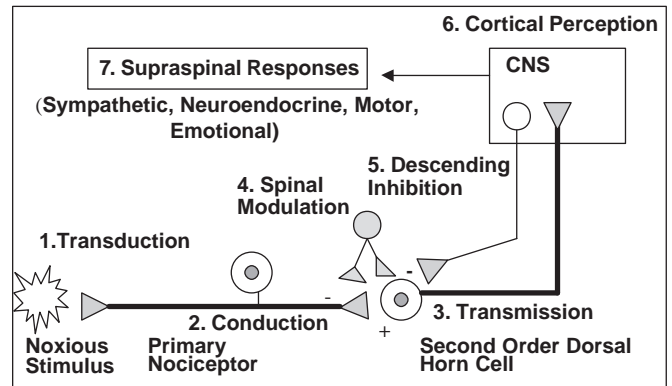 6. Cortical Perception
7. Supraspinal Responses
CNS
(Sympathetic, Neuroendocrine, Motor,
Emotional)
5. Descending
Inhibition
4. Spinal
Modulation
1.Transduction
-
-
2. Conduction
+
3. Transmission
Noxious
Stimulus
Primary
Nociceptor
Second Order Dorsal
Horn Cell